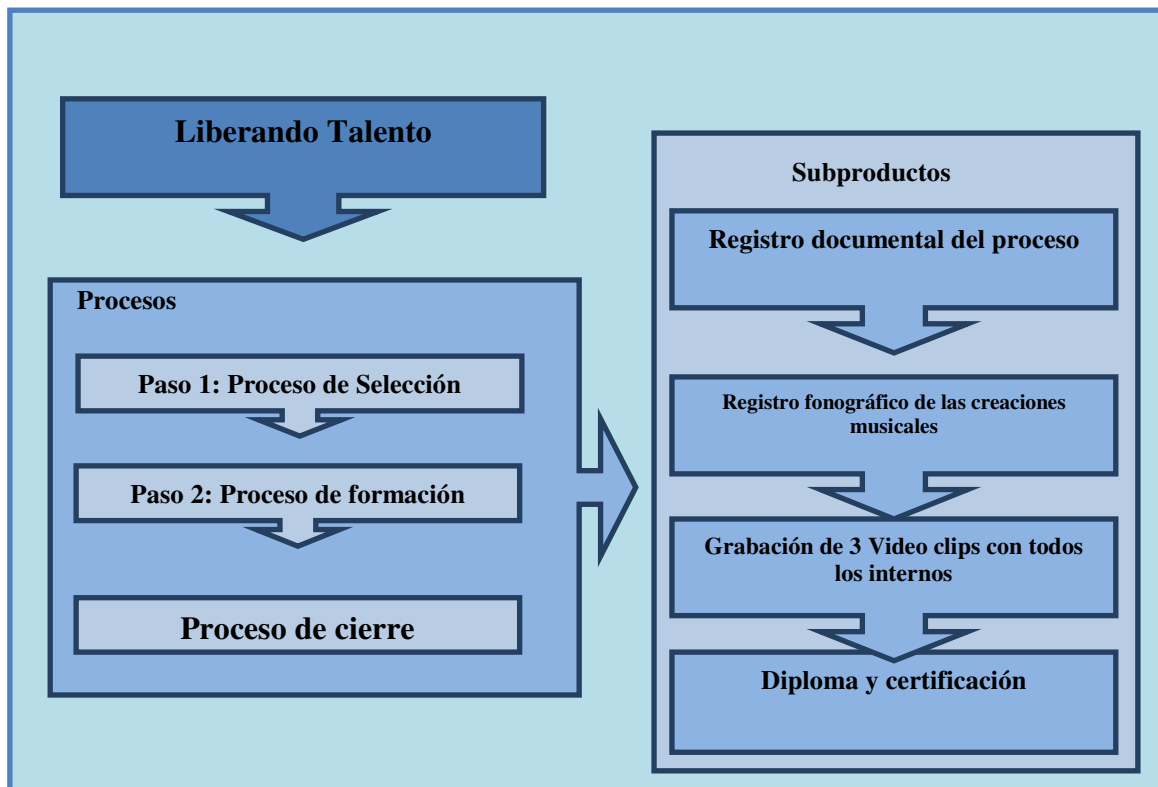 Liberando Talento
Procesos
Paso 1: Proceso de Selección
Paso 2: Proceso de formación
Proceso de cierre
Subproductos
Registro documental del proceso
Registro fonográfico de las creaciones
musicales
Grabación de 3 Video clips con todos
los internos
Diploma y certificación